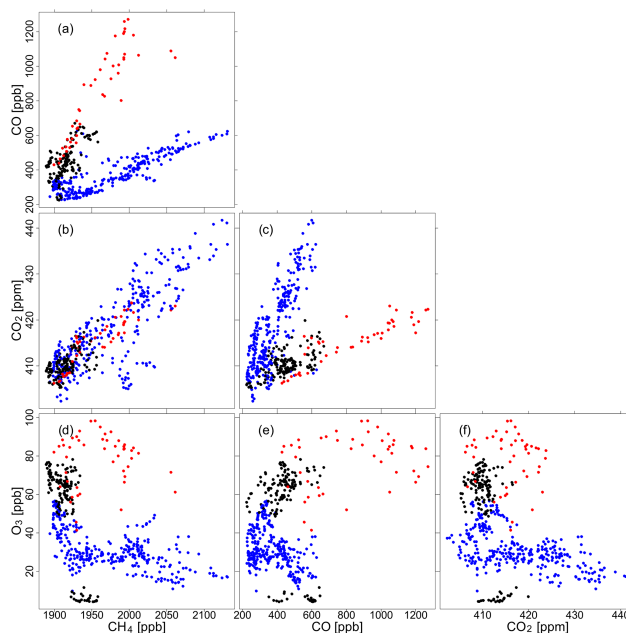 (a)
CO [ppb]
200 400 600 800 1000 1200
(b)
(c)
CO₂ [ppm]
410 420 430 440
(d)
(e)
(f)
O₃ [ppb]
20 40 60 80 100
1900 1950 2000 2050 2100
200 400 600 800 1000 1200
410 420 430 440
CH₄ [ppb]
CO [ppb]
CO₂ [ppm]